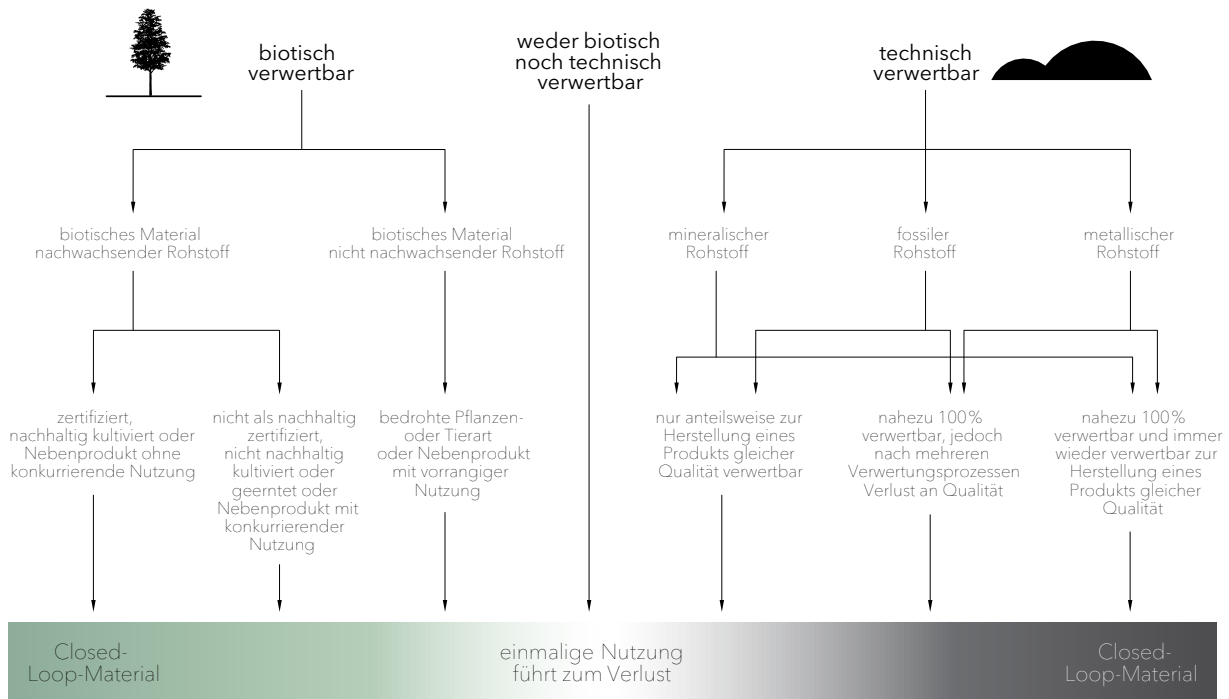 biotisch
verwertbar
weder biotisch
noch technisch
verwertbar
technisch
verwertbar
biotisches Material
nachwachsender Rohstoff
biotisches Material
nicht nachwachsender Rohstoff
mineralischer
Rohstoff
fossiler
Rohstoff
metallischer
Rohstoff
zertifiziert,
nachhaltig kultiviert oder
Nebenprodukt ohne
konkurrierende Nutzung
nicht als nachhaltig
zertifiziert,
nicht nachhaltig
kultiviert oder
geerntet oder
Nebenprodukt mit
konkurrierender
Nutzung
bedrohte Pflanzen-
oder Tierart
oder Nebenprodukt
mit vorrangiger
Nutzung
nur anteilsweise zur
Herstellung eines
Produkts gleicher
Qualität verwertbar
nahezu 100%
verwertbar, jedoch
nach mehreren
Verwertungsprozessen
Verlust an Qualität
nahezu 100%
verwertbar und immer
wieder verwertbar zur
Herstellung eines
Produkts gleicher
Qualität
Closed-
Loop-Material
einmalige Nutzung
führt zum Verlust
Closed-
Loop-Material